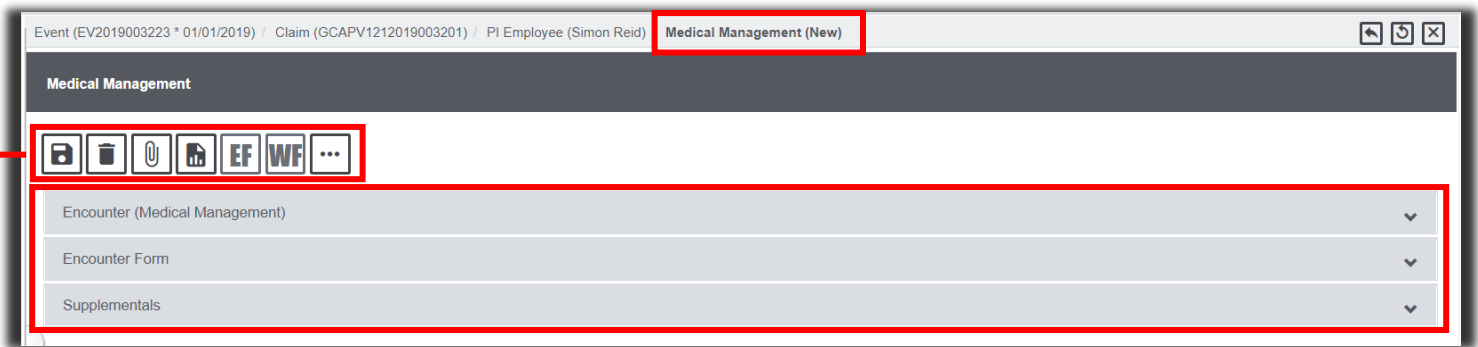 Event (EV2019003223 * 01/01/2019) / Claim (GCAPV1212019003201) / PI Employee (Simon Reid) Medical Management (New)
Medical Management
EF WF
Encounter (Medical Management)
Encounter Form
Supplementals